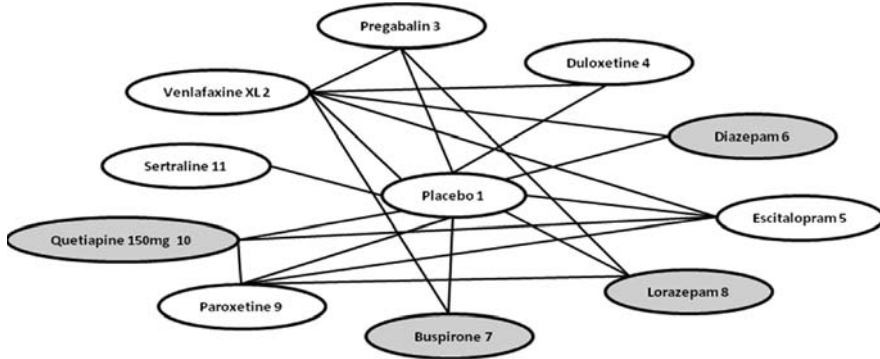 Pregabalin 3
Duloxetine 4
Venlafaxine XL 2
Diazepam 6
Sertraline 11
Placebo 1
Escitalopram 5
Quetiapine 150mg 10
Lorazepam 8
Paroxetine 9
Buspirone 7